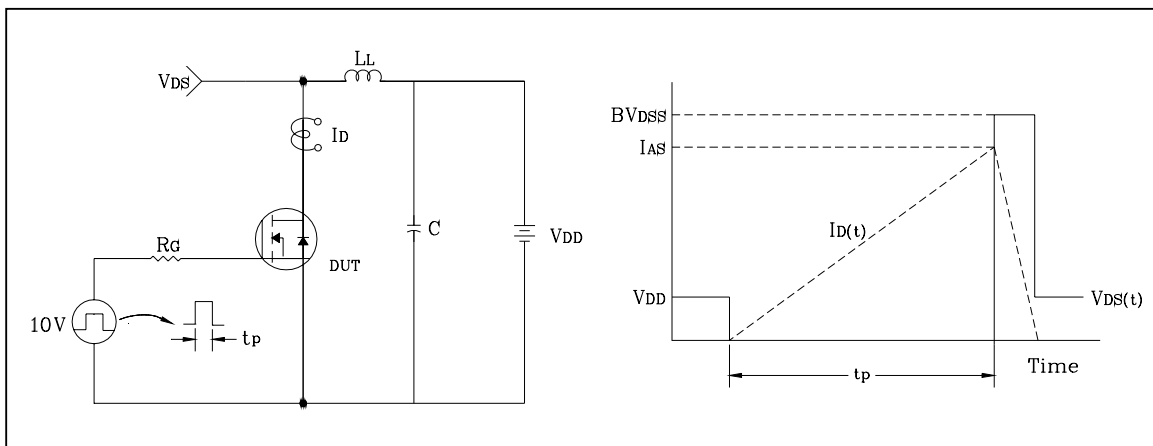 LL
VDS
ID
RG
DUT
C
VDD
10V
tp
BVDSS
IAS
ID(t)
VDD
VDS(t)
tp
Time